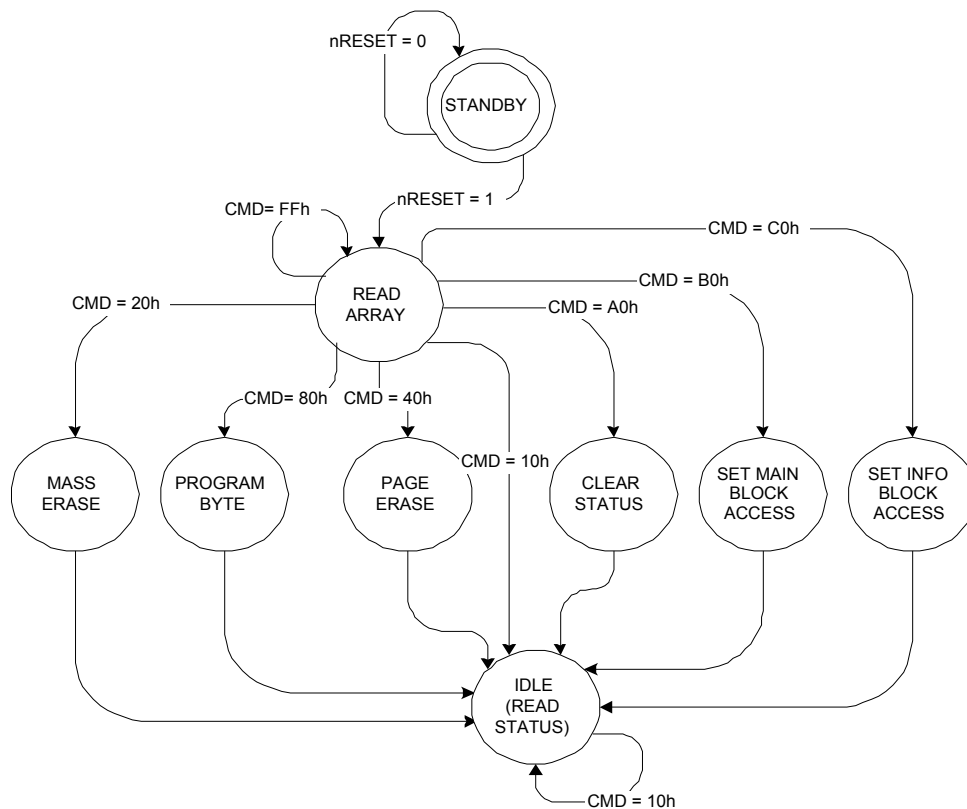 nRESET = 0
STANDBY
nRESET = 1
CMD= FFh
CMD = C0h
CMD = B0h
READ
ARRAY
CMD = 20h
CMD = A0h
CMD= 80h
CMD = 40h
CMD = 10h
MASS
ERASE
PROGRAM
BYTE
PAGE
ERASE
CLEAR
STATUS
SET MAIN
BLOCK
ACCESS
SET INFO
BLOCK
ACCESS
IDLE
(READ
STATUS)
CMD = 10h